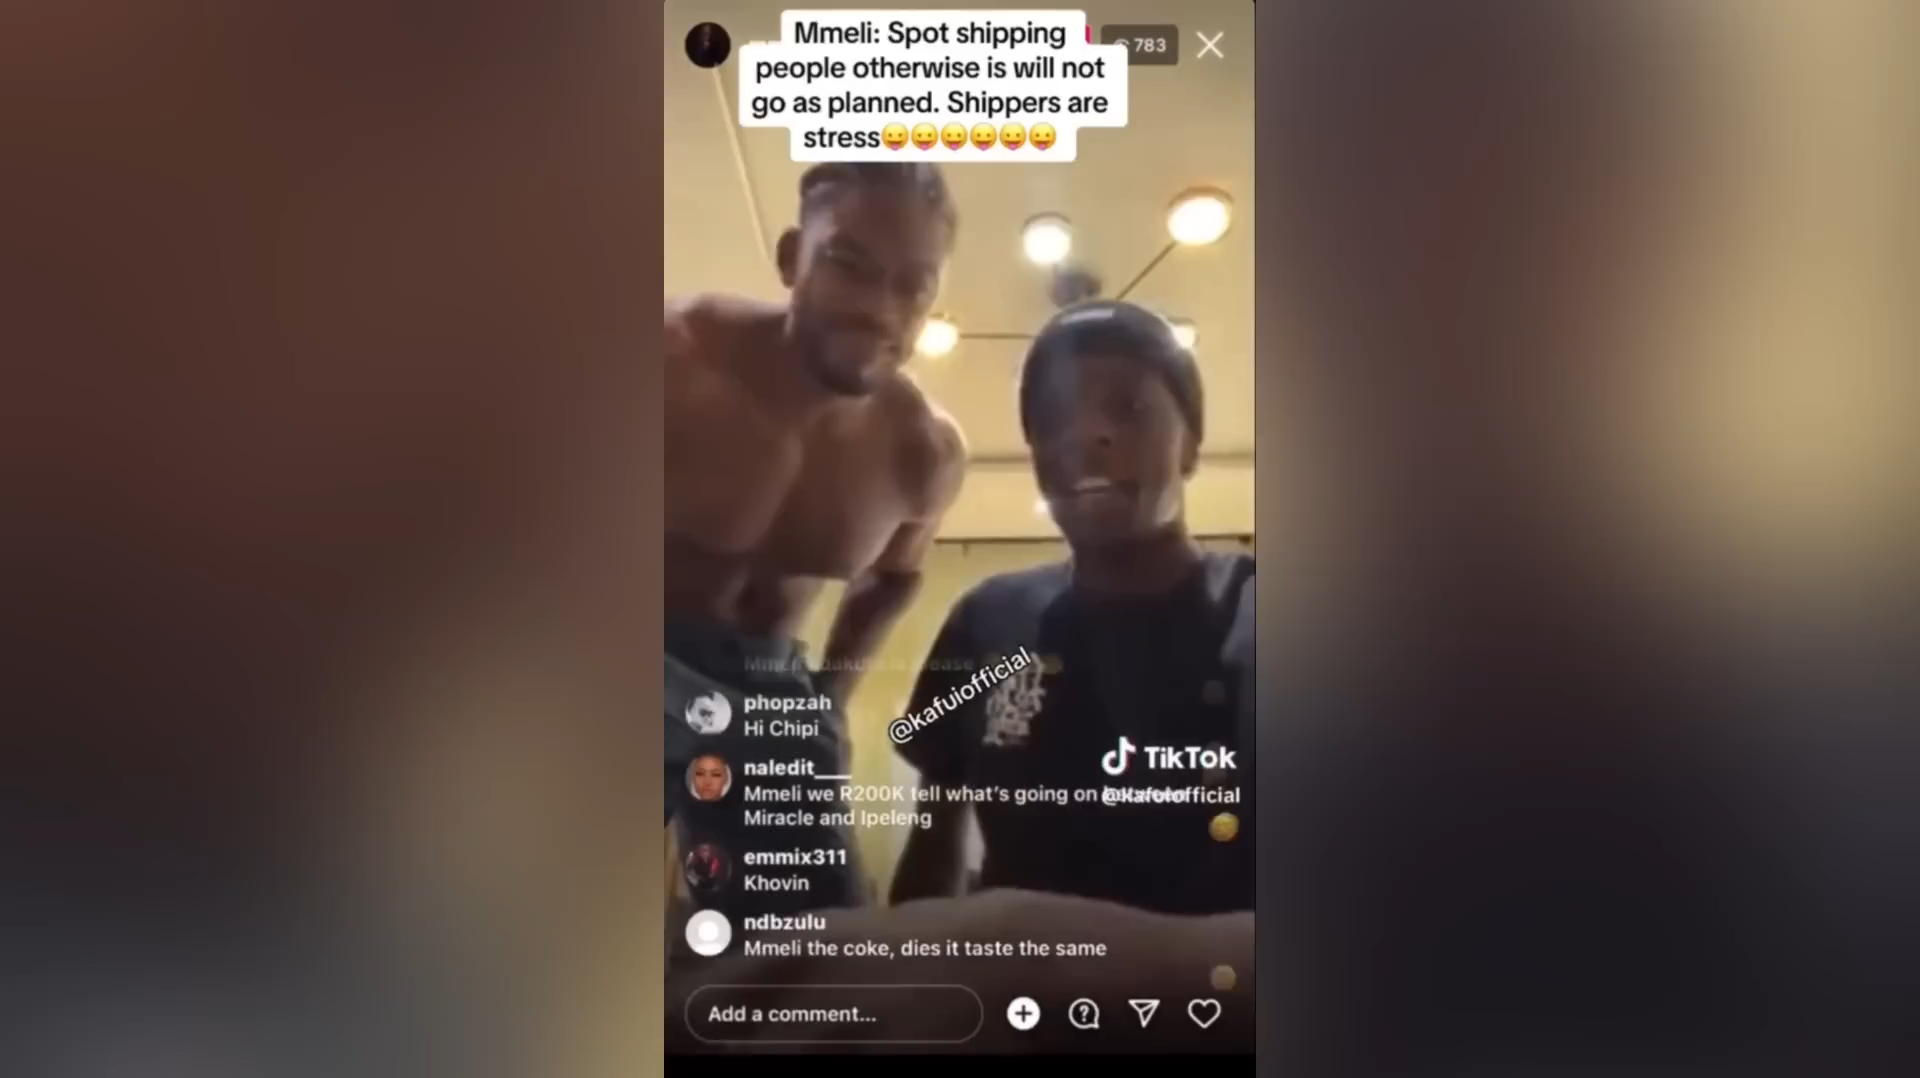 Mmeli: Spot shipping
people otherwise is will not
go as planned. Shippers are
stress😛😛😛😛😛😛
783
@kafuiofficial
phopzah
Hi Chipi
naledit____
Mmeli we R200K tell what's going on
Miracle and Ipeleng
TikTok
@kafuiofficial
emmix311
Khovin
ndbzulu
Mmeli the coke, dies it taste the same
Add a comment...